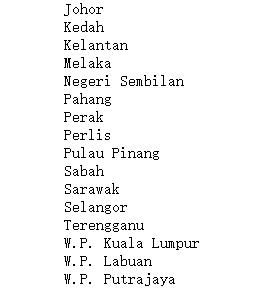 Johor
Kedah
Kelantan
Melaka
Negeri Sembilan
Pahang
Perak
Perlis
Pulau Pinang
Sabah
Sarawak
Selangor
Terengganu
W.P. Kuala Lumpur
W.P. Labuan
W.P. Putrajaya